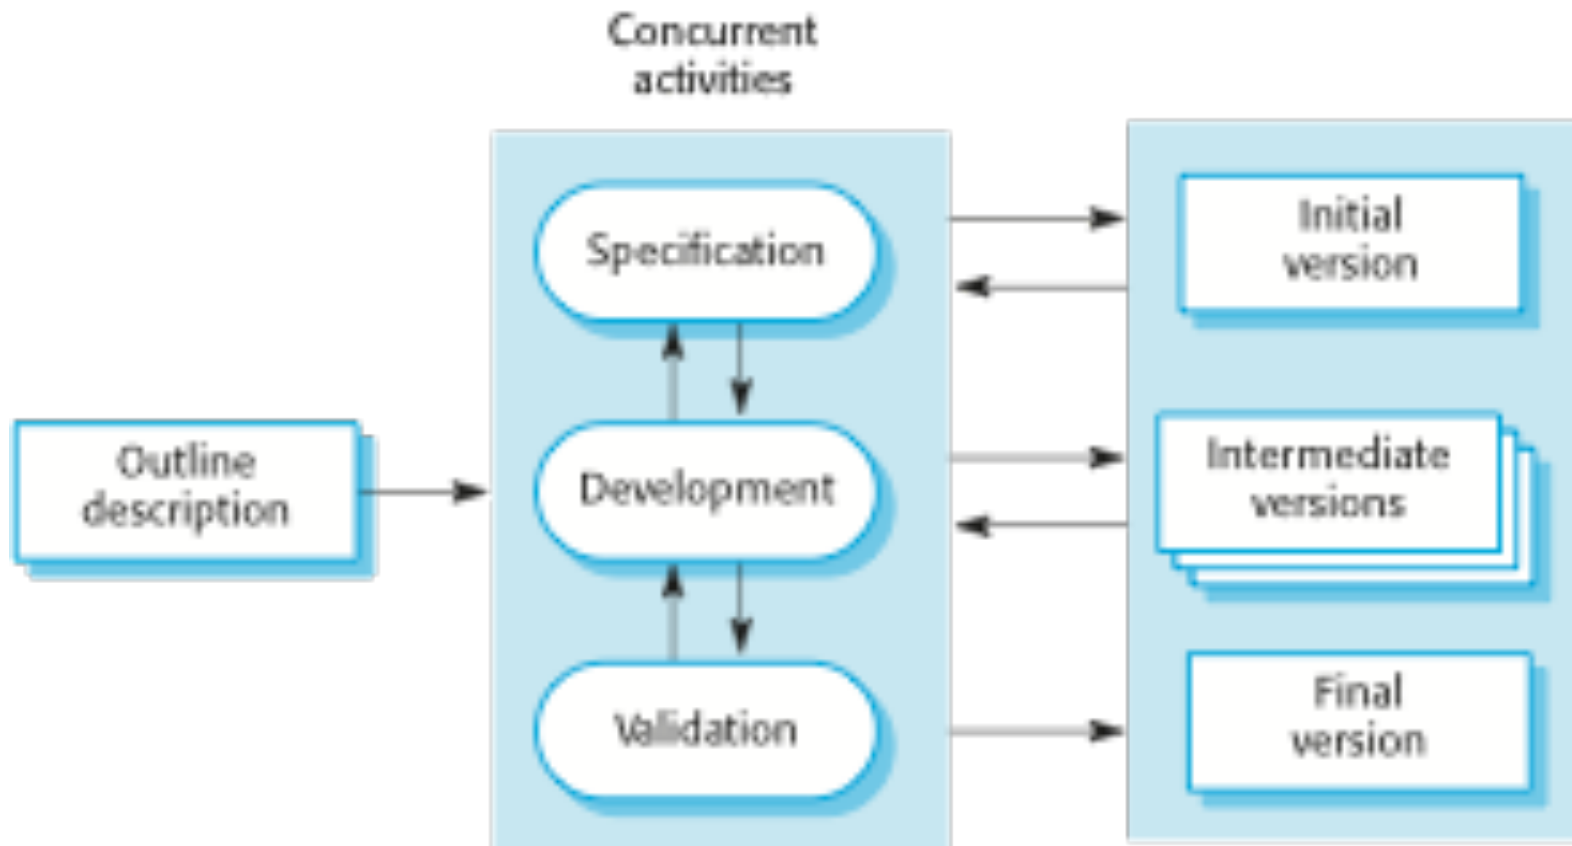 Concurrent
activities
Specification
Initial
version
Outline
description
Development
Intermediate
versions
Validation
Final
version